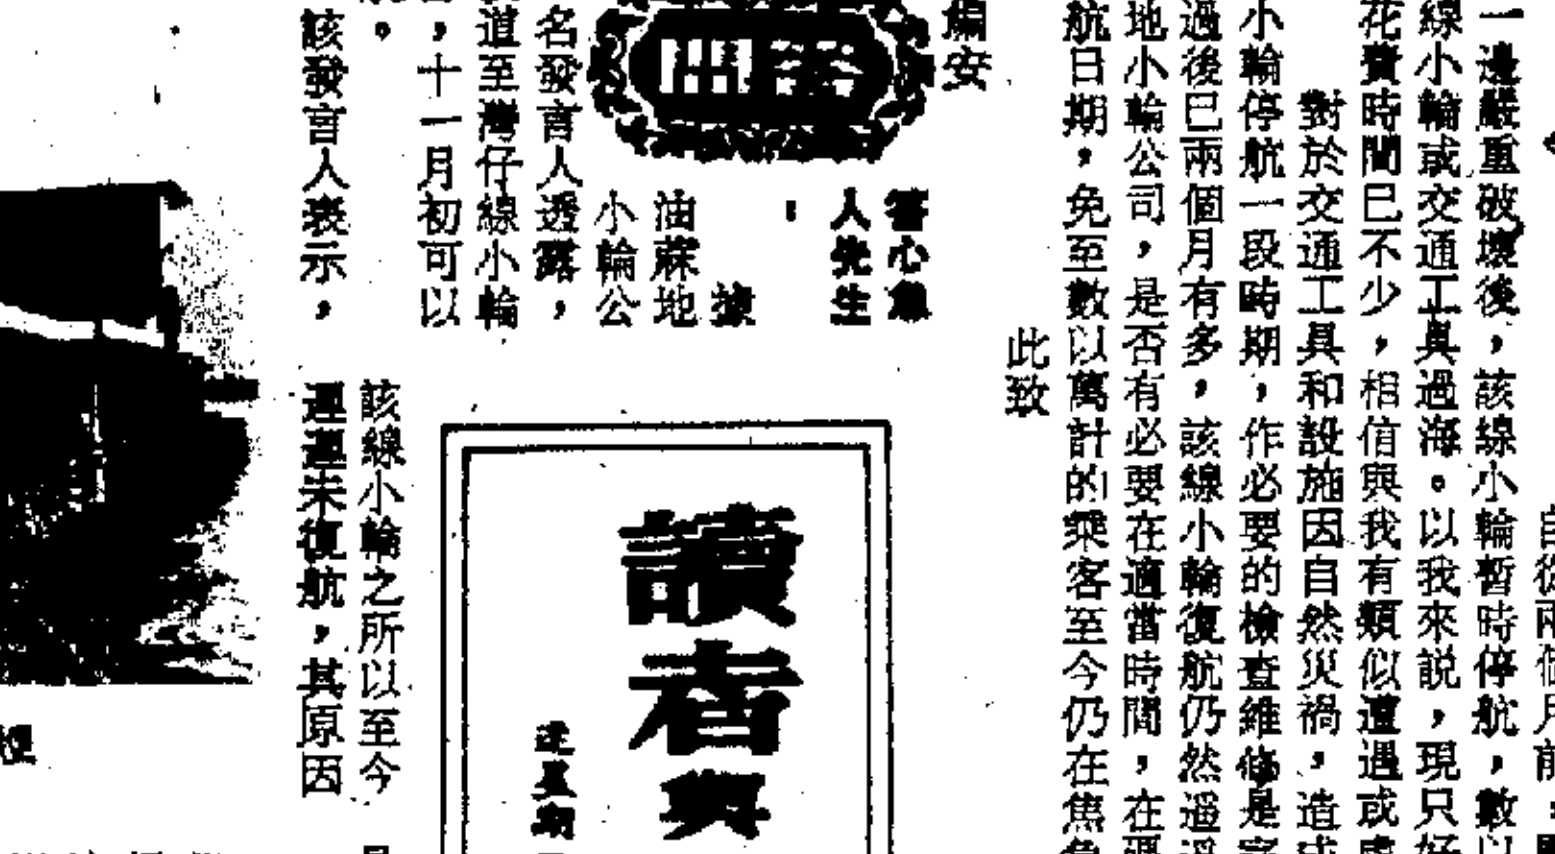 自從兩個月前
一邊嚴重破壞後，該線小輪暫時停航，數以
線小輪或交通工具過海。以我來說，現只好
花費時間已不少，相信與我有類似遭遇或
對於交通工具和設施因自然災禍，造成
小輪停航一段時期，作必要的檢查維修是
過後已兩個月有多，該線小輪復航仍然遥遥
地小輪公司，是否有必要在適當時間，在
航日期，免至數以萬計的乘客至今仍在焦
此致
編安
答心急
人先生
：
據
油蔴地
小輪公
名發言人透露，
道至灣仔線小輪
，十一月初可以
。
該發言人表示，
讀者與
逢星期
該線小輪之所以至今
遲遲未復航，其原因